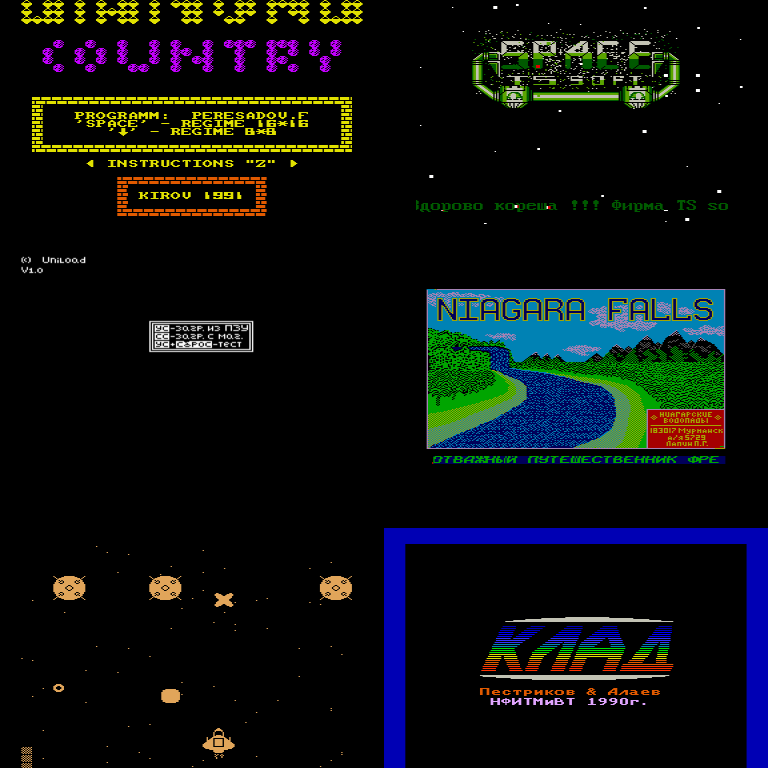 COUNTRY
PROGRAMM: PERESADOV.F
'SPACE' - REGIME 16*16
'↓' - REGIME 8*8
◄ INSTRUCTIONS "Z" ►
KIROV 1991
SPACE
TS SOFT
Здорово кореша !!! Фирма TS so
(c) UniLoad
V1.0
УС-ЗАГР. ИЗ ПЗУ
СС-ЗАГР. С МАГ.
УС+СБРОС-ТЕСТ
NIAGARA FALLS
НИАГАРСКИЕ
ВОДОПАДЫ
183017 Мурманск
а/я 5729
Лапин П.Г.
ОТВАЖНЫЙ ПУТЕШЕСТВЕННИК ФРЕ
КЛАД
Пестриков & Алаев
НФИТМиВТ 1990г.